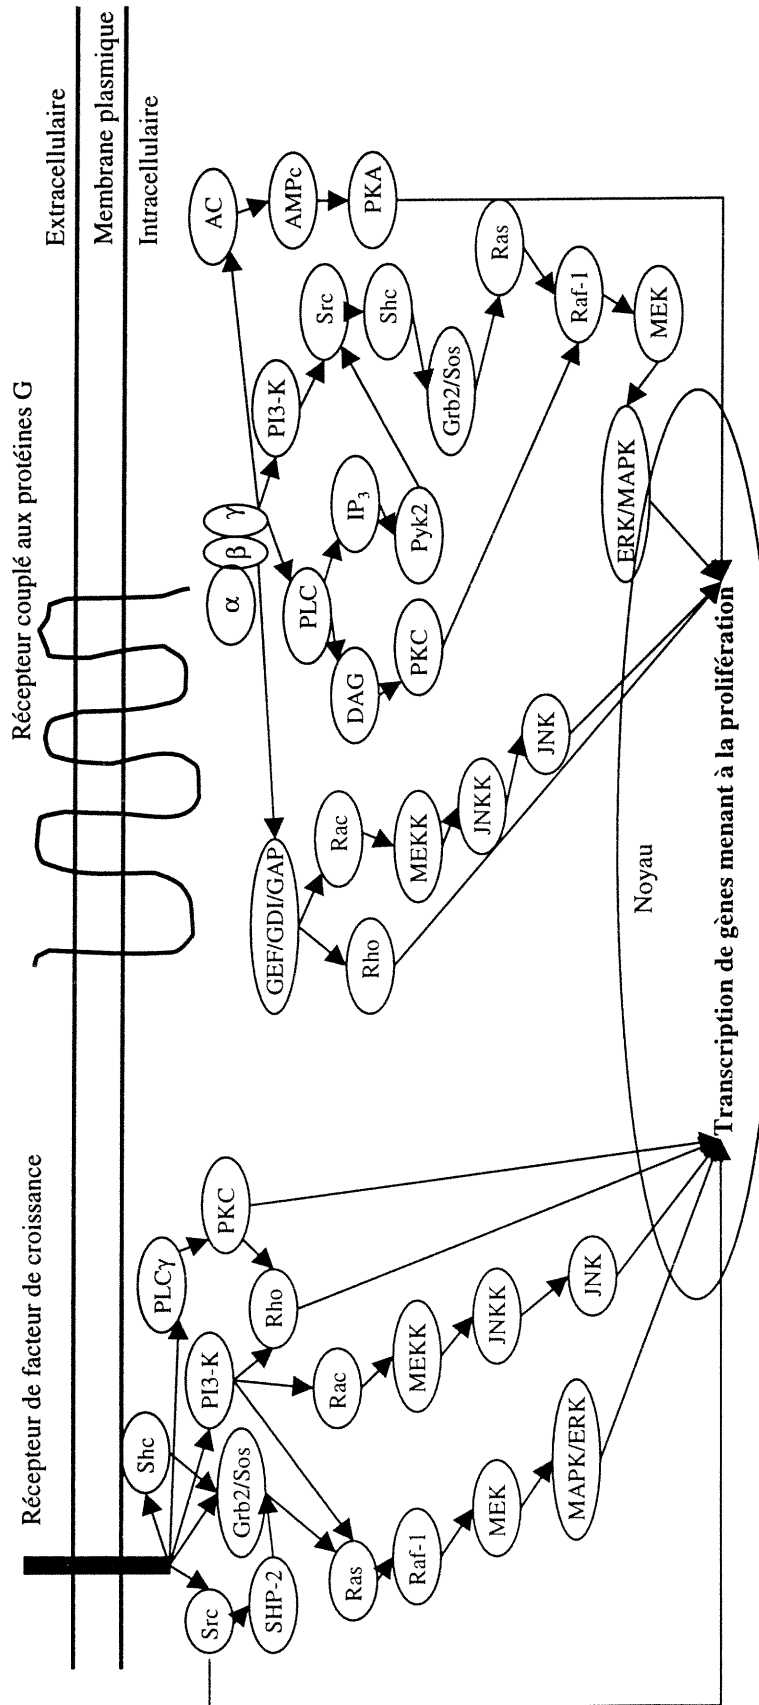 Récepteur de facteur de croissance
Récepteur couplé aux protéines G
Extracellulaire
Membrane plasmique
Intracellulaire
Shc
PLCγ
PKC
Src
SHP-2
Grb2/Sos
PI3-K
Rho
Ras
Raf-1
MEK
MAPK/ERK
Rac
MEKK
JNKK
JNK
α
β
γ
AC
AMPc
PKA
GEF/GDI/GAP
Rho
Rac
MEKK
JNKK
JNK
PLC
DAG
PKC
IP₃
Pyk2
PI3-K
Src
Shc
Grb2/Sos
Ras
Raf-1
MEK
ERK/MAPK
Noyau
Transcription de gènes menant à la prolifération